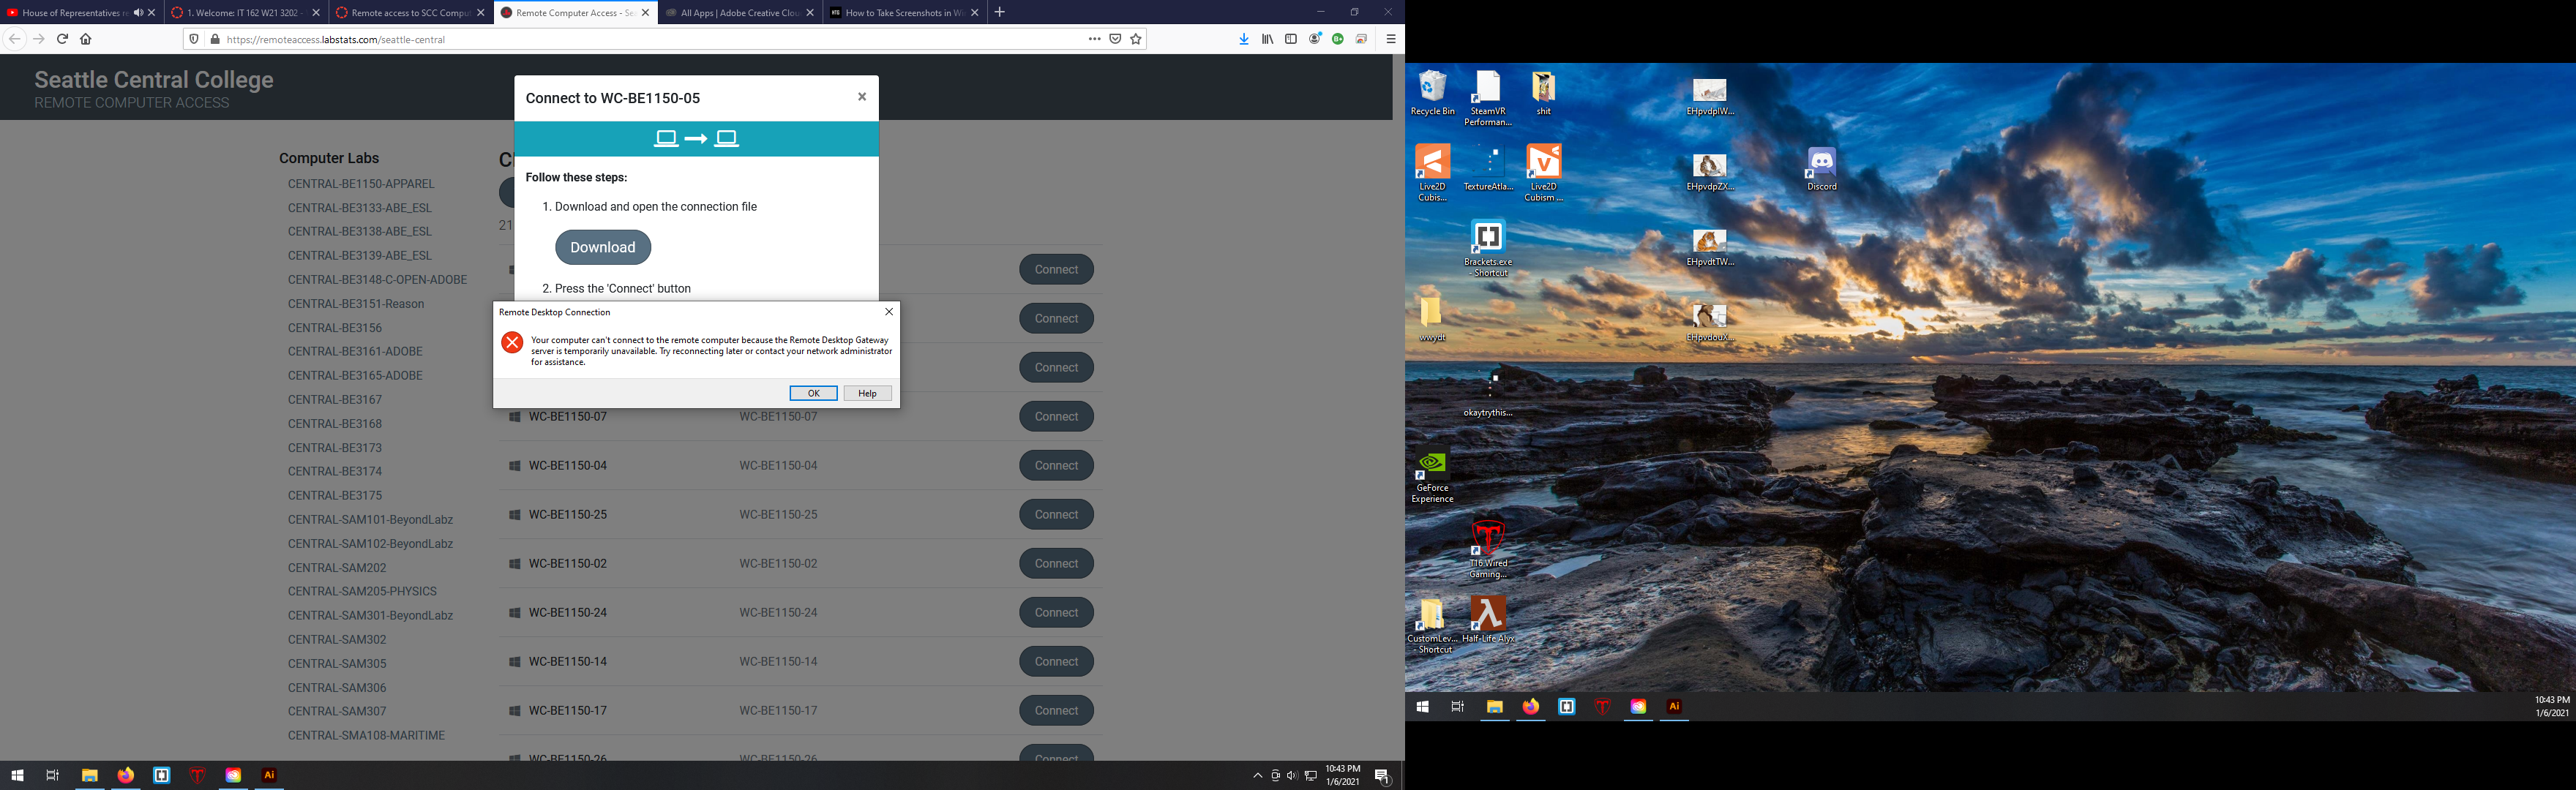 House of Representatives re
1. Welcome: IT 162 W21 3202 -
Remote access to SCC Comput
Remote Computer Access - Sea
All Apps | Adobe Creative Clou
How to Take Screenshots in Wi
https://remoteaccess.labstats.com/seattle-central
Seattle Central College
REMOTE COMPUTER ACCESS
Computer Labs
CENTRAL-BE1150-APPAREL
CENTRAL-BE3133-ABE_ESL
CENTRAL-BE3138-ABE_ESL
CENTRAL-BE3139-ABE_ESL
CENTRAL-BE3148-C-OPEN-ADOBE
CENTRAL-BE3151-Reason
CENTRAL-BE3156
CENTRAL-BE3161-ADOBE
CENTRAL-BE3165-ADOBE
CENTRAL-BE3167
CENTRAL-BE3168
CENTRAL-BE3173
CENTRAL-BE3174
CENTRAL-BE3175
CENTRAL-SAM101-BeyondLabz
CENTRAL-SAM102-BeyondLabz
CENTRAL-SAM202
CENTRAL-SAM205-PHYSICS
CENTRAL-SAM301-BeyondLabz
CENTRAL-SAM302
CENTRAL-SAM305
CENTRAL-SAM306
CENTRAL-SAM307
CENTRAL-SMA108-MARITIME
Connect to WC-BE1150-05
×
Follow these steps:
1. Download and open the connection file
Download
2. Press the 'Connect' button
21
Connect
Connect
Connect
Remote Desktop Connection
Your computer can't connect to the remote computer because the Remote Desktop Gateway
server is temporarily unavailable. Try reconnecting later or contact your network administrator
for assistance.
OK
Help
WC-BE1150-07 WC-BE1150-07 Connect
WC-BE1150-04 WC-BE1150-04 Connect
WC-BE1150-25 WC-BE1150-25 Connect
WC-BE1150-02 WC-BE1150-02 Connect
WC-BE1150-24 WC-BE1150-24 Connect
WC-BE1150-14 WC-BE1150-14 Connect
WC-BE1150-17 WC-BE1150-17 Connect
WC-BE1150-26 WC-BE1150-26 Connect
Ai
10:43 PM
1/6/2021
1
Recycle Bin
SteamVR
Performan...
shit
EHpvdplW...
Live2D
Cubis...
TextureAtla...
Live2D
Cubism ...
EHpvdpZX...
Discord
Brackets.exe
- Shortcut
EHpvdtTW...
wwydt
EHpvdouX...
okaytrythis...
GeForce
Experience
T16 Wired
Gaming...
CustomLev...
- Shortcut
Half-Life Alyx
Ai
10:43 PM
1/6/2021